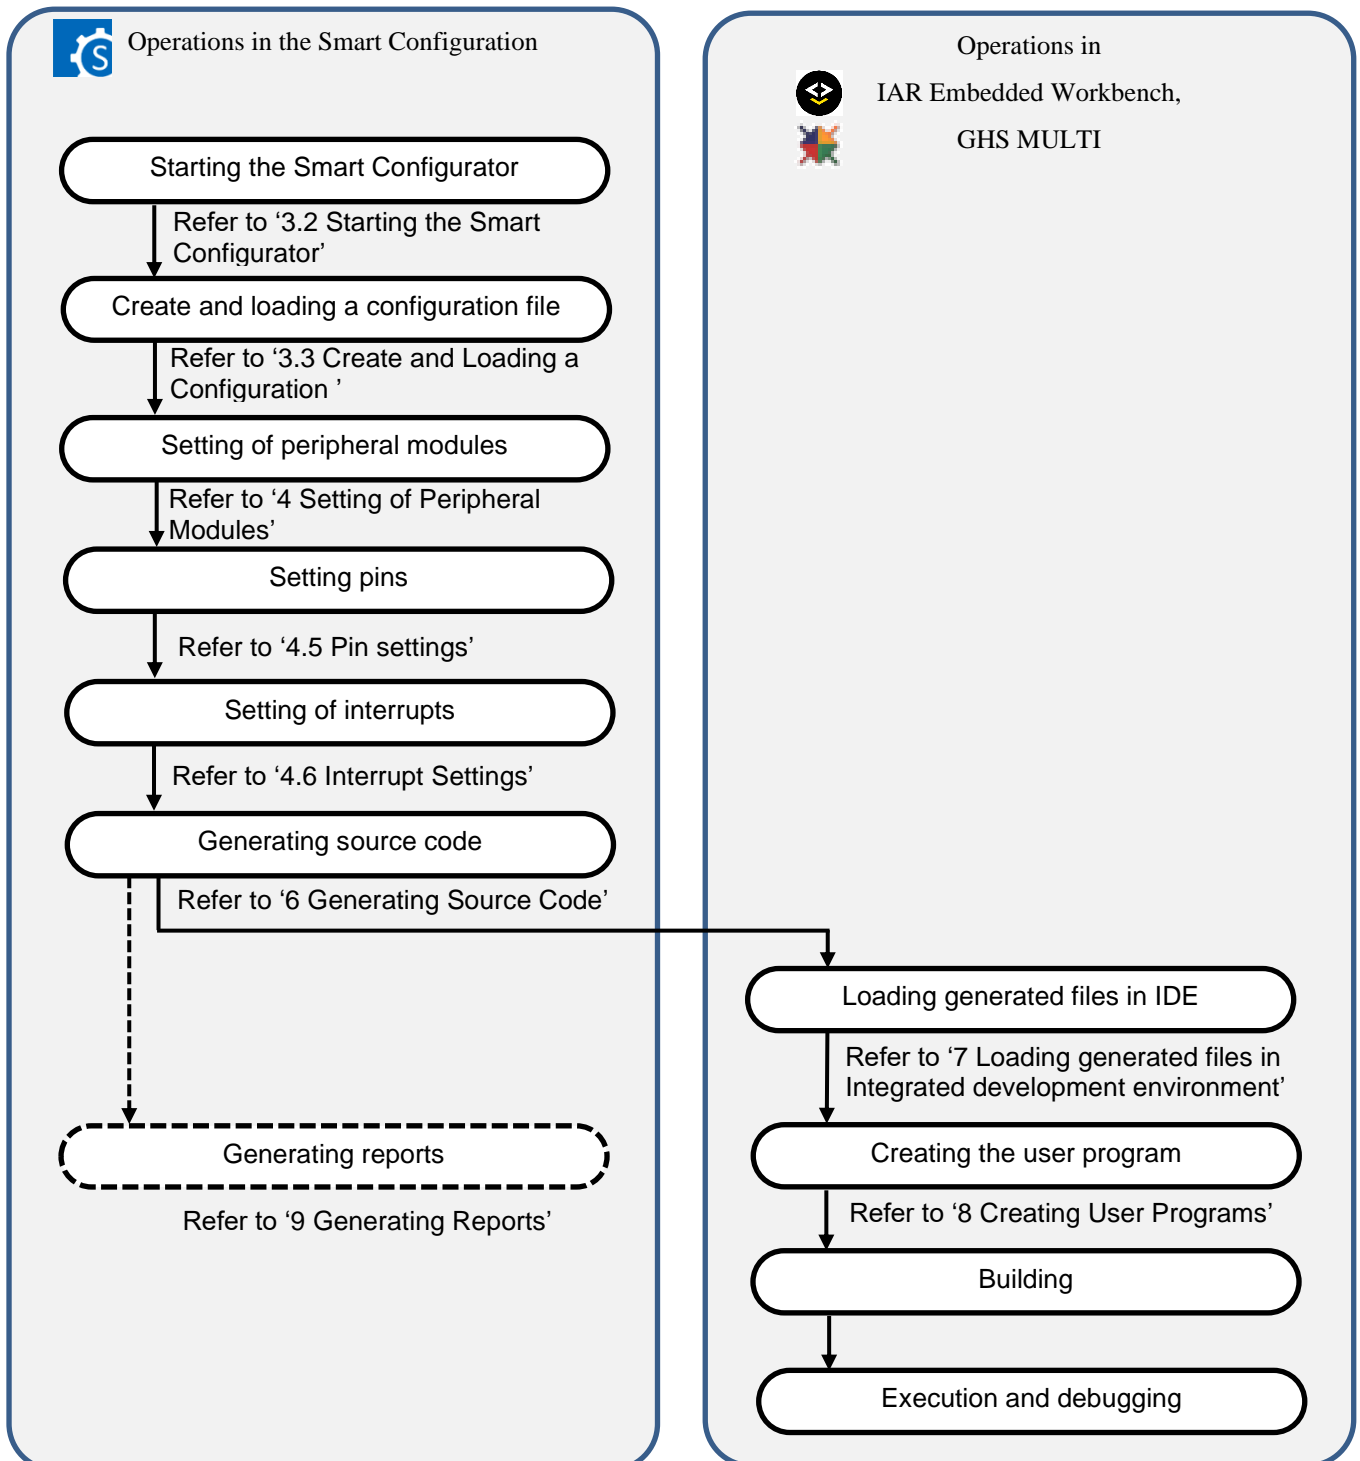 Operations in the Smart Configuration
Starting the Smart Configurator
Refer to ‘3.2 Starting the Smart
Configurator’
Create and loading a configuration file
Refer to ‘3.3 Create and Loading a
Configuration ’
Setting of peripheral modules
Refer to ‘4 Setting of Peripheral
Modules’
Setting pins
Refer to ‘4.5 Pin settings’
Setting of interrupts
Refer to ‘4.6 Interrupt Settings’
Generating source code
Refer to ‘6 Generating Source Code’
Generating reports
Refer to ‘9 Generating Reports’
Operations in
IAR Embedded Workbench,
GHS MULTI
Loading generated files in IDE
Refer to ‘7 Loading generated files in
Integrated development environment’
Creating the user program
Refer to ‘8 Creating User Programs’
Building
Execution and debugging